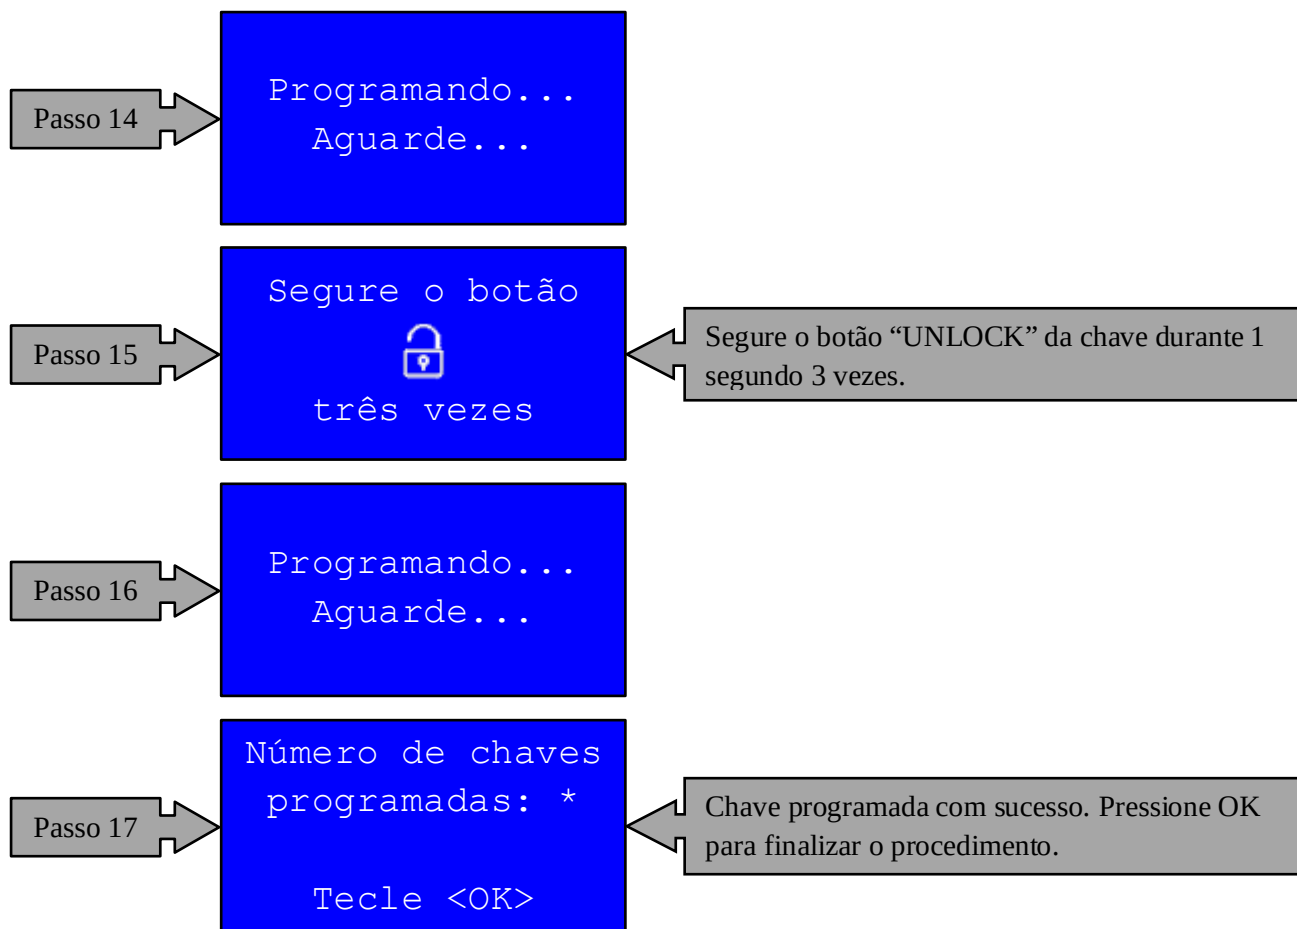 Passo 14
Programando...
Aguarde...
Passo 15
Segure o botão
três vezes
Segure o botão “UNLOCK” da chave durante 1
segundo 3 vezes.
Passo 16
Programando...
Aguarde...
Passo 17
Número de chaves
programadas: *
Tecle <OK>
Chave programada com sucesso. Pressione OK
para finalizar o procedimento.